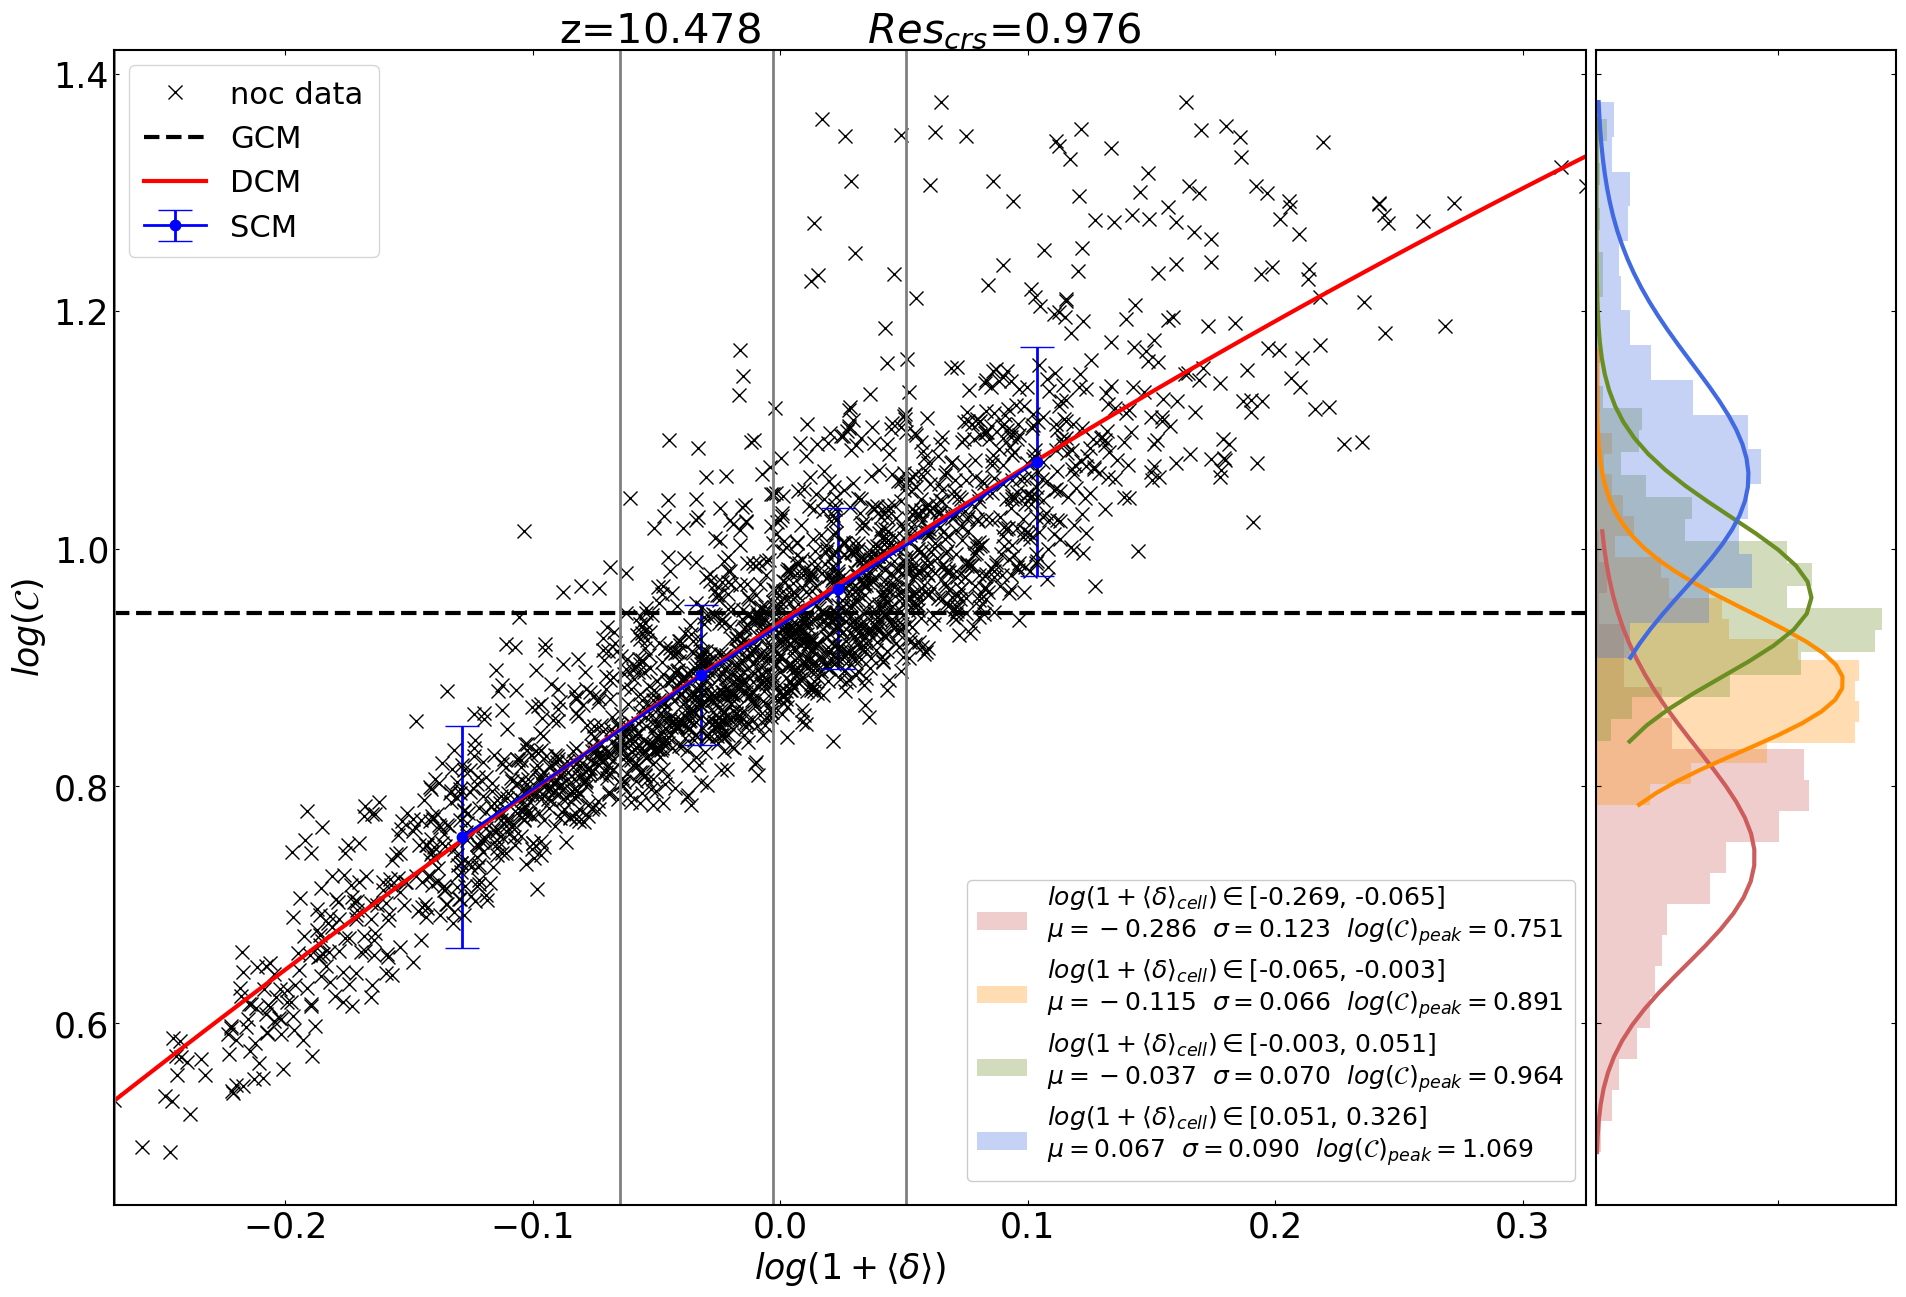 z=10.478 Res_crs=0.976
noc data
GCM
DCM
SCM
1.4
1.2
1.0
0.8
0.6
log(𝒞)
log(1 + ⟨δ⟩_cell) ∈ [-0.269, -0.065]
μ = −0.286 σ = 0.123 log(𝒞)_peak = 0.751
log(1 + ⟨δ⟩_cell) ∈ [-0.065, -0.003]
μ = −0.115 σ = 0.066 log(𝒞)_peak = 0.891
log(1 + ⟨δ⟩_cell) ∈ [-0.003, 0.051]
μ = −0.037 σ = 0.070 log(𝒞)_peak = 0.964
log(1 + ⟨δ⟩_cell) ∈ [0.051, 0.326]
μ = 0.067 σ = 0.090 log(𝒞)_peak = 1.069
−0.2 −0.1 0.0 0.1 0.2 0.3
log(1 + ⟨δ⟩)